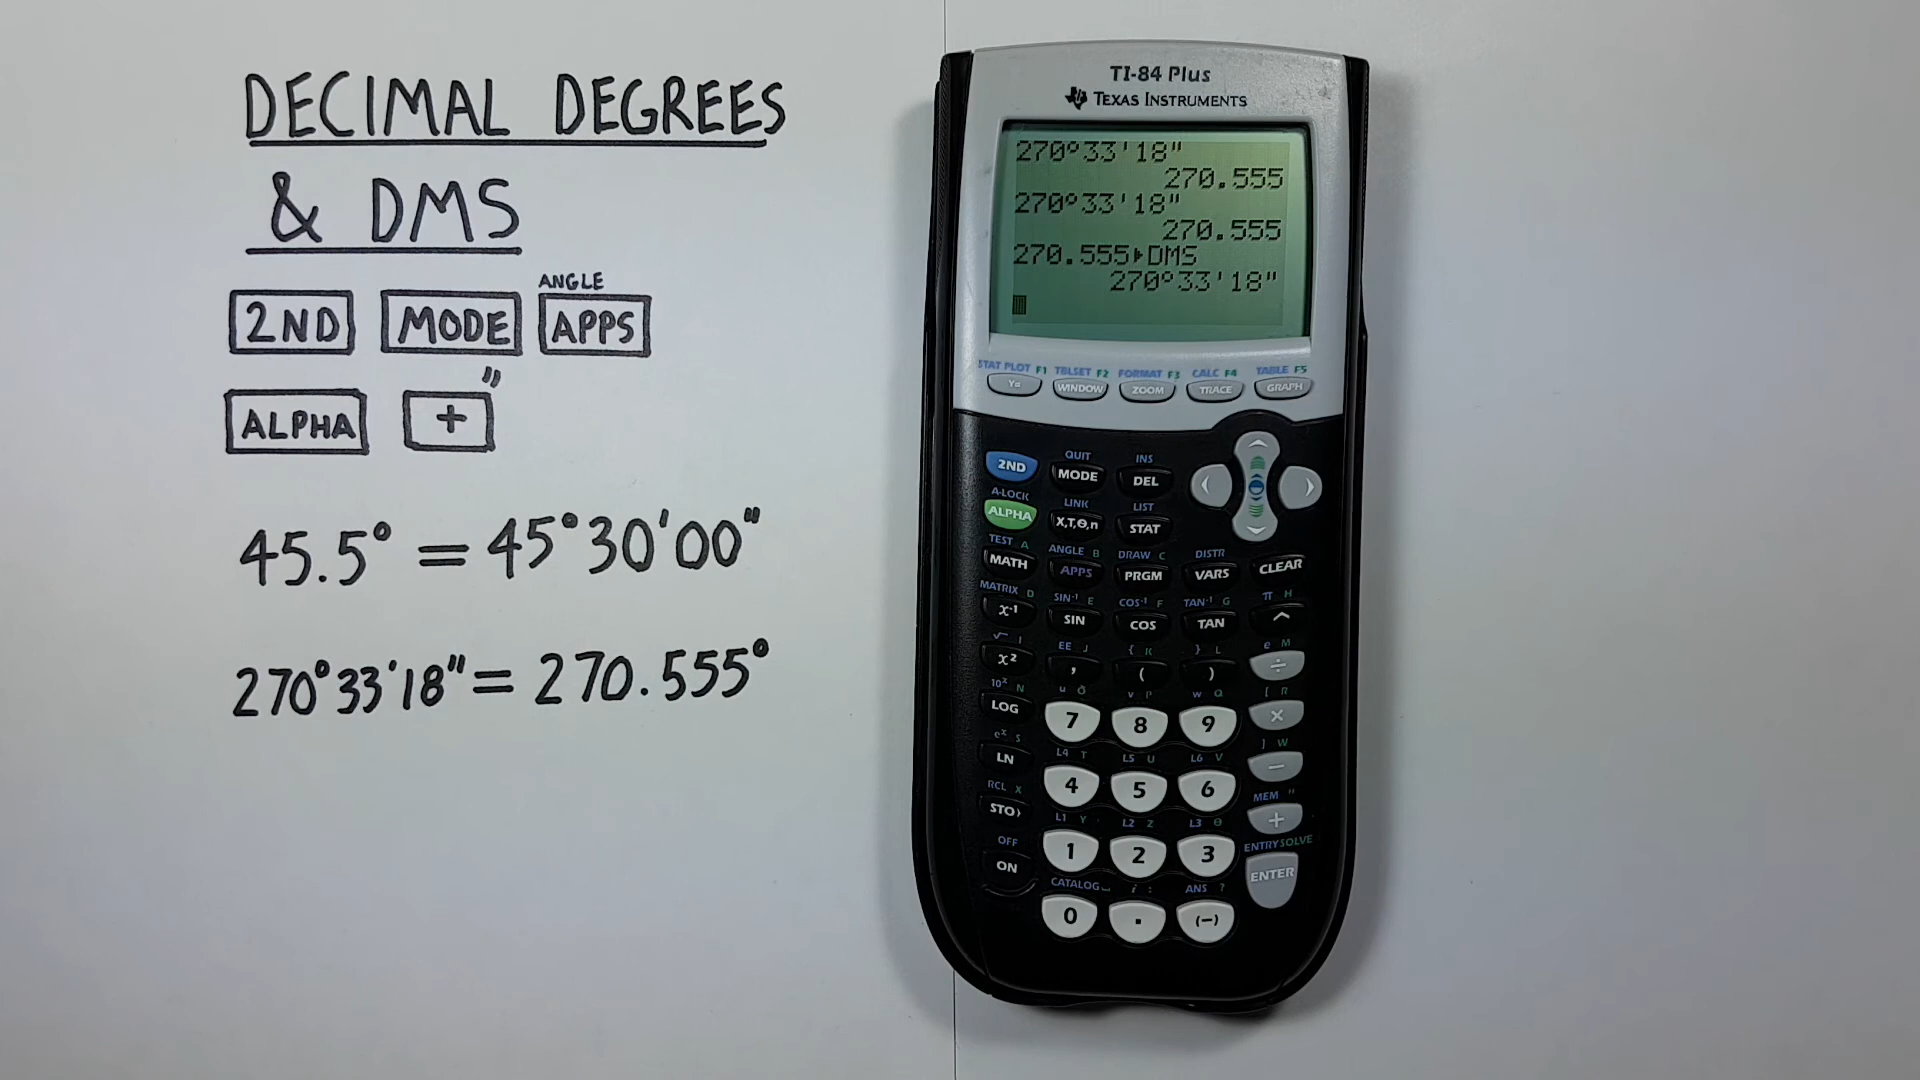 DECIMAL DEGREES
& DMS
ANGLE
2ND MODE APPS
"
ALPHA +
45.5° = 45°30'00"
270°33'18" = 270.555°
TI-84 Plus
TEXAS INSTRUMENTS
270°33'18"
270.555
270°33'18"
270.555
270.555▸DMS
270°33'18"
STAT PLOT F1 TBLSET F2 FORMAT F3 CALC F4 TABLE F5
Y= WINDOW ZOOM TRACE GRAPH
QUIT INS
2ND MODE DEL
A-LOCK LINK LIST
ALPHA X,T,Θ,n STAT
TEST A ANGLE B DRAW C DISTR
MATH APPS PRGM VARS CLEAR
MATRIX D SIN-1 E COS-1 F TAN-1 G π H
x-1 SIN COS TAN ^
√ I EE J { K } L e M
x² , ( ) ÷
10x N u O v P w Q [ R
LOG 7 8 9 ×
ex S L4 T L5 U L6 V ] W
LN 4 5 6 −
RCL X L1 Y L2 Z L3 Θ MEM "
STO› 1 2 3 +
OFF CATALOG ⎵ i : ANS ? ENTRY SOLVE
ON 0 . (−) ENTER